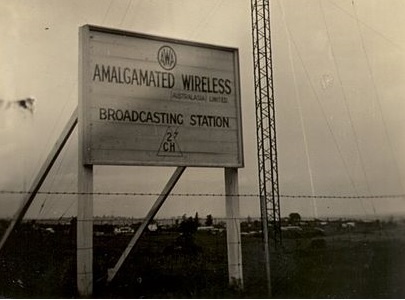 AWA
AMALGAMATED WIRELESS
(AUSTRALASIA) LIMITED
BROADCASTING STATION
2
CH